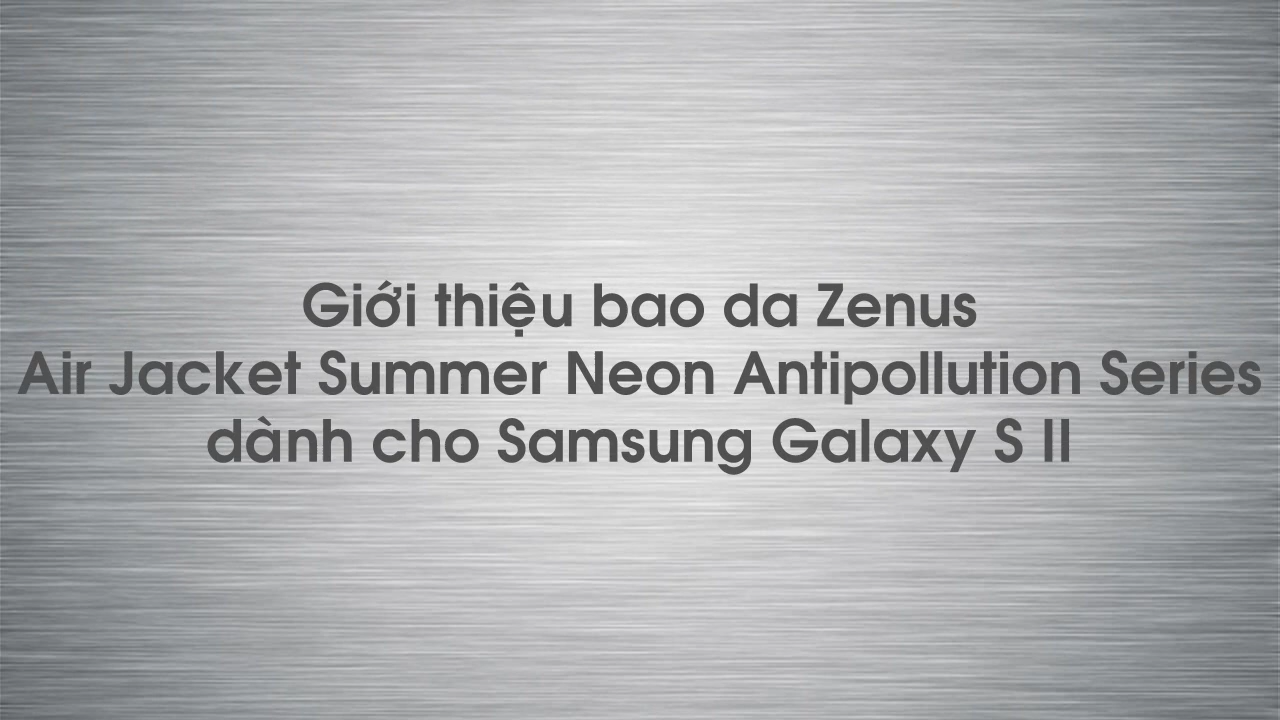 Giới thiệu bao da Zenus
Air Jacket Summer Neon Antipollution Series
dành cho Samsung Galaxy S II